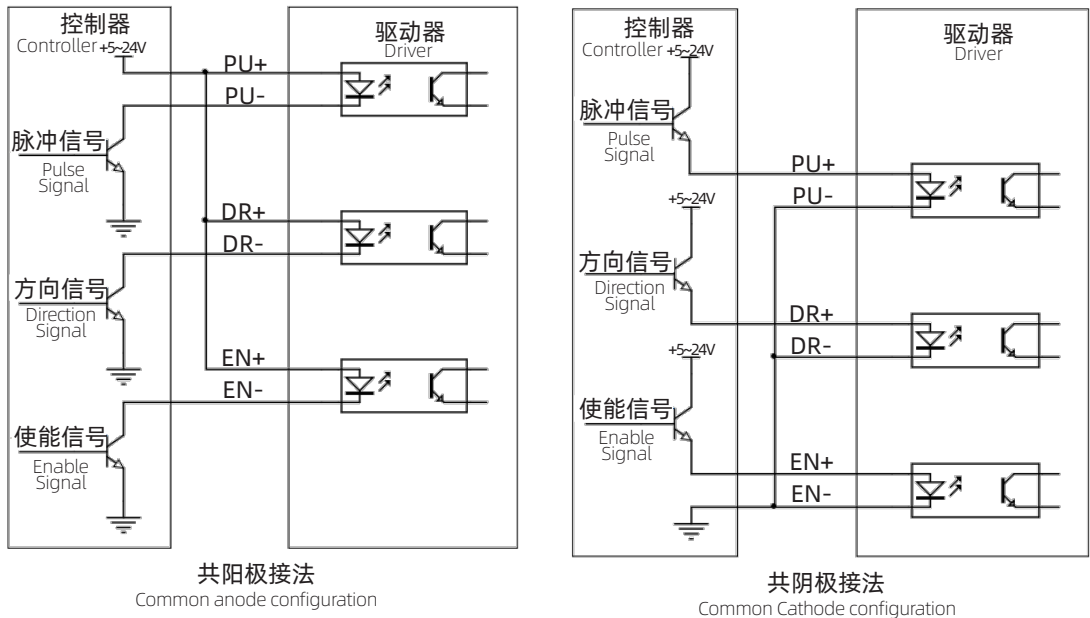 控制器
Controller +5~24V
驱动器
Driver
PU+
PU-
脉冲信号
Pulse
Signal
DR+
DR-
方向信号
Direction
Signal
EN+
EN-
使能信号
Enable
Signal
共阳极接法
Common anode configuration
控制器
Controller +5~24V
驱动器
Driver
脉冲信号
Pulse
Signal
PU+
PU-
+5~24V
方向信号
Direction
Signal
DR+
DR-
+5~24V
使能信号
Enable
Signal
EN+
EN-
共阴极接法
Common Cathode configuration